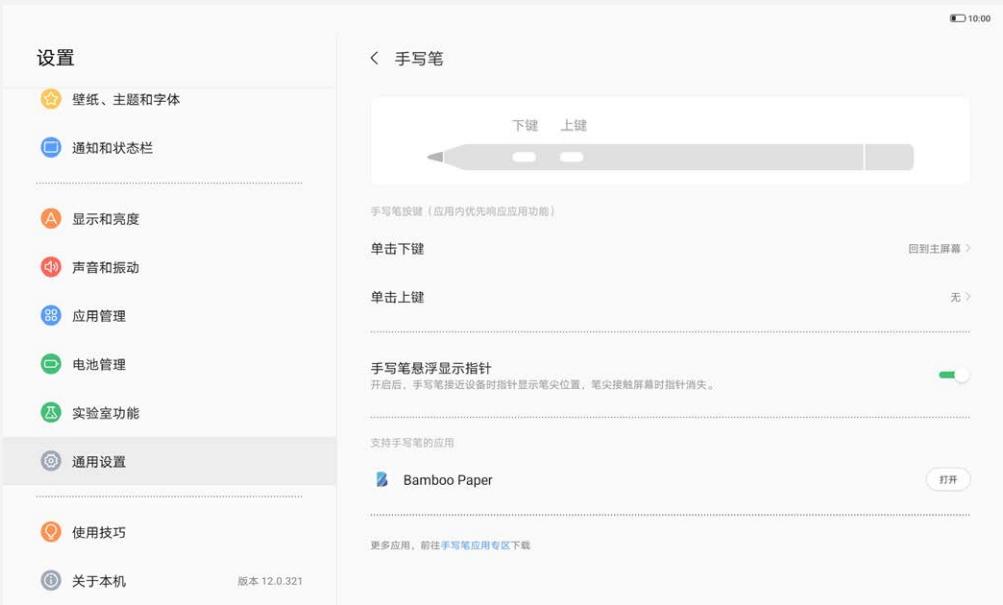 10:00
设置
壁纸、主题和字体
通知和状态栏
显示和亮度
声音和振动
应用管理
电池管理
实验室功能
通用设置
使用技巧
关于本机 版本 12.0.321
手写笔
下键 上键
手写笔按键（应用内优先响应应用功能）
单击下键 回到主屏幕
单击上键 无
手写笔悬浮显示指针
开启后，手写笔接近设备时指针显示笔尖位置，笔尖接触屏幕时指针消失。
支持手写笔的应用
Bamboo Paper 打开
更多应用，前往手写笔应用专区下载